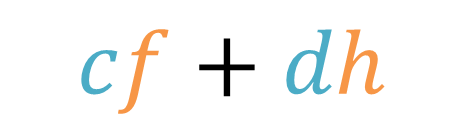 cf + dh